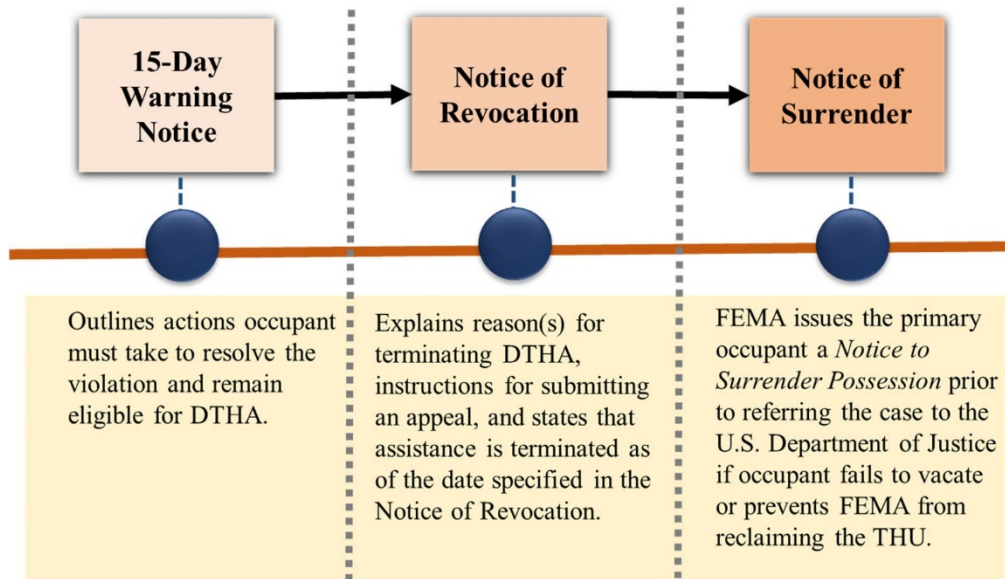 15-Day
Warning
Notice
Notice of
Revocation
Notice of
Surrender
Outlines actions occupant
must take to resolve the
violation and remain
eligible for DTHA.
Explains reason(s) for
terminating DTHA,
instructions for submitting
an appeal, and states that
assistance is terminated as
of the date specified in the
Notice of Revocation.
FEMA issues the primary
occupant a Notice to
Surrender Possession prior
to referring the case to the
U.S. Department of Justice
if occupant fails to vacate
or prevents FEMA from
reclaiming the THU.